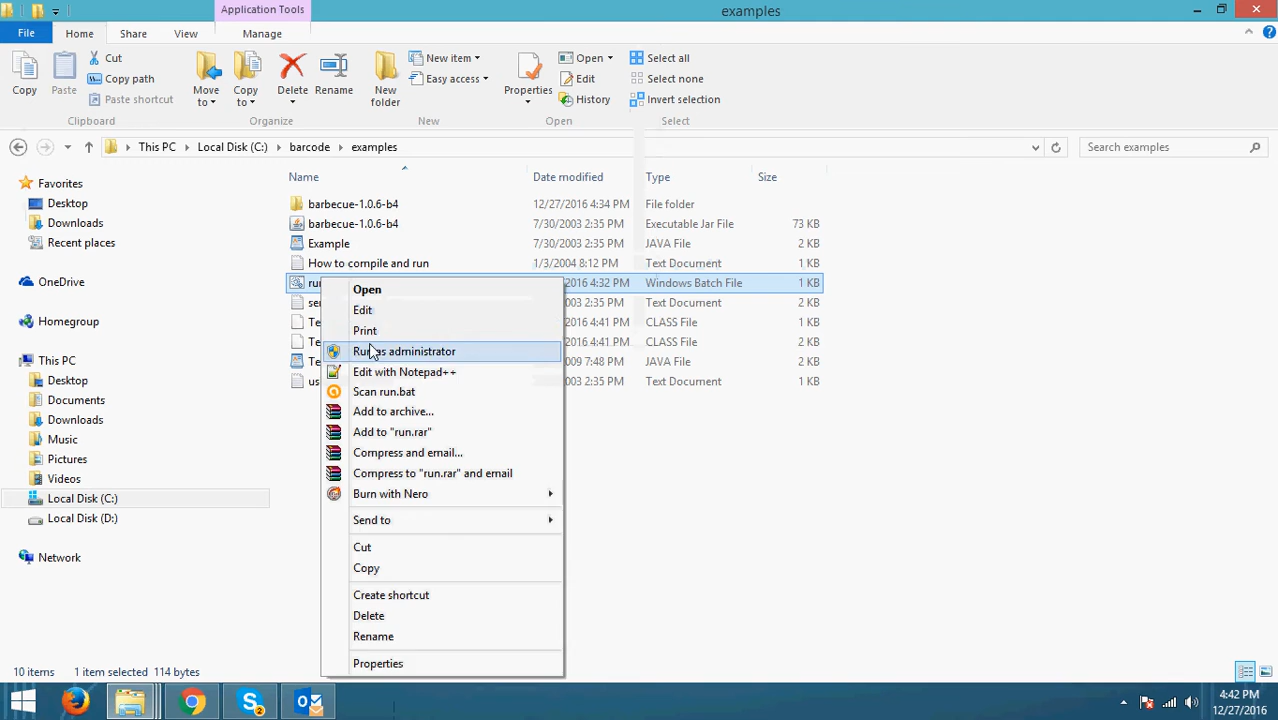 Application Tools
examples
File Home Share View Manage
Copy Paste Cut Copy path Paste shortcut Move to Copy to Delete Rename New folder New item Easy access Properties Open Edit History Select all Select none Invert selection
Clipboard Organize New Open Select
This PC Local Disk (C:) barcode examples Search examples
Name Date modified Type Size
Favorites
Desktop
Downloads
Recent places
OneDrive
Homegroup
This PC
Desktop
Documents
Downloads
Music
Pictures
Videos
Local Disk (C:)
Local Disk (D:)
Network
barbecue-1.0.6-b4 12/27/2016 4:34 PM File folder
barbecue-1.0.6-b4 7/30/2003 2:35 PM Executable Jar File 73 KB
Example 7/30/2003 2:35 PM JAVA File 2 KB
How to compile and run 1/3/2004 8:12 PM Text Document 1 KB
2016 4:32 PM Windows Batch File 1 KB
003 2:35 PM Text Document 2 KB
2016 4:41 PM CLASS File 2 KB
2016 4:41 PM CLASS File 2 KB
2009 7:48 PM JAVA File 1 KB
003 2:35 PM Text Document 2 KB
Open
Edit
Print
Run as administrator
Edit with Notepad++
Scan run.bat
Add to archive...
Add to "run.rar"
Compress and email...
Compress to "run.rar" and email
Burn with Nero
Send to
Cut
Copy
Create shortcut
Delete
Rename
Properties
10 items 1 item selected 114 bytes
4:42 PM
12/27/2016